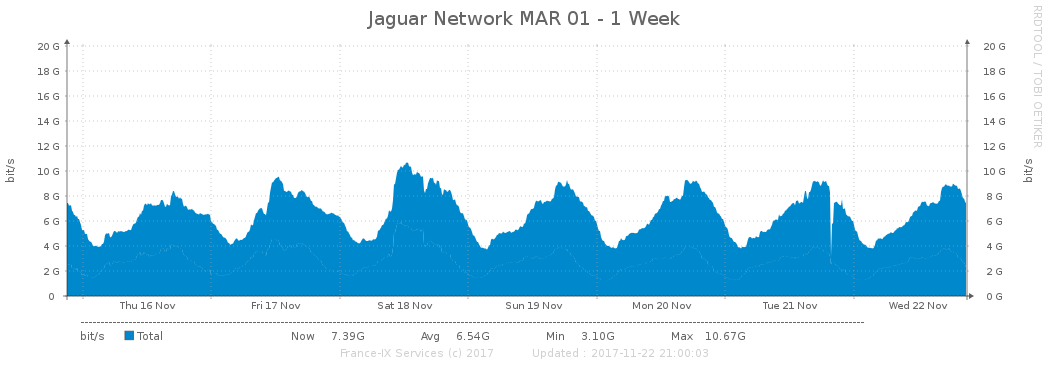 Jaguar Network MAR 01 - 1 Week
RRDTOOL / TOBI OETIKER
bit/s
bit/s
20 G 20 G
18 G 18 G
16 G 16 G
14 G 14 G
12 G 12 G
10 G 10 G
8 G 8 G
6 G 6 G
4 G 4 G
2 G 2 G
0 0 G
Thu 16 Nov Fri 17 Nov Sat 18 Nov Sun 19 Nov Mon 20 Nov Tue 21 Nov Wed 22 Nov
bit/s Total Now 7.39G Avg 6.54G Min 3.10G Max 10.67G
France-IX Services (c) 2017 Updated : 2017-11-22 21:00:03